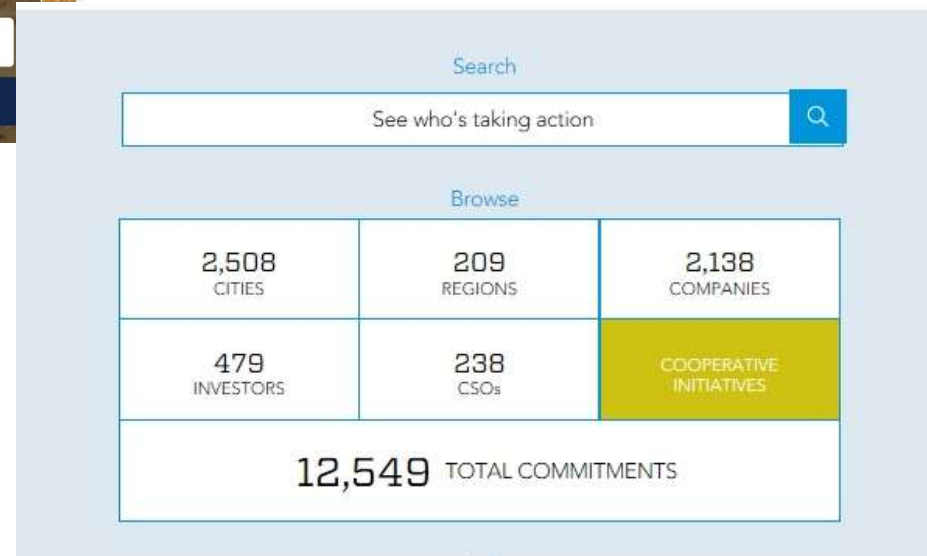 Search
See who's taking action
Browse
2,508
CITIES
209
REGIONS
2,138
COMPANIES
479
INVESTORS
238
CSOs
COOPERATIVE
INITIATIVES
12,549 TOTAL COMMITMENTS